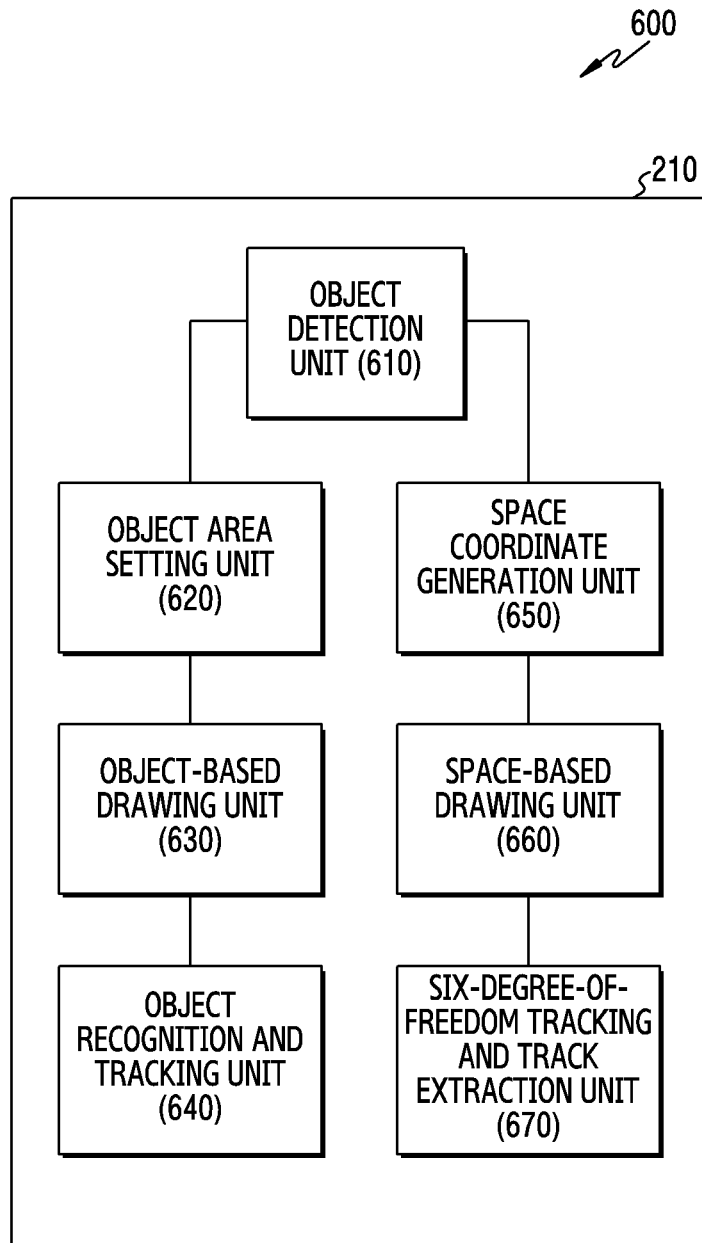 600
210
OBJECT
DETECTION
UNIT (610)
OBJECT AREA
SETTING UNIT
(620)
SPACE
COORDINATE
GENERATION UNIT
(650)
OBJECT-BASED
DRAWING UNIT
(630)
SPACE-BASED
DRAWING UNIT
(660)
OBJECT
RECOGNITION AND
TRACKING UNIT
(640)
SIX-DEGREE-OF-
FREEDOM TRACKING
AND TRACK
EXTRACTION UNIT
(670)